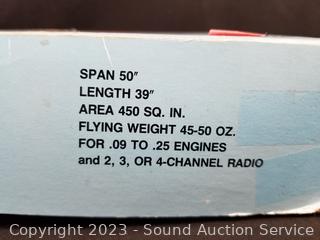 SPAN 50"
LENGTH 39"
AREA 450 SQ. IN.
FLYING WEIGHT 45-50 OZ.
FOR .09 TO .25 ENGINES
and 2, 3, OR 4-CHANNEL RADIO
Copyright 2023 - Sound Auction Service